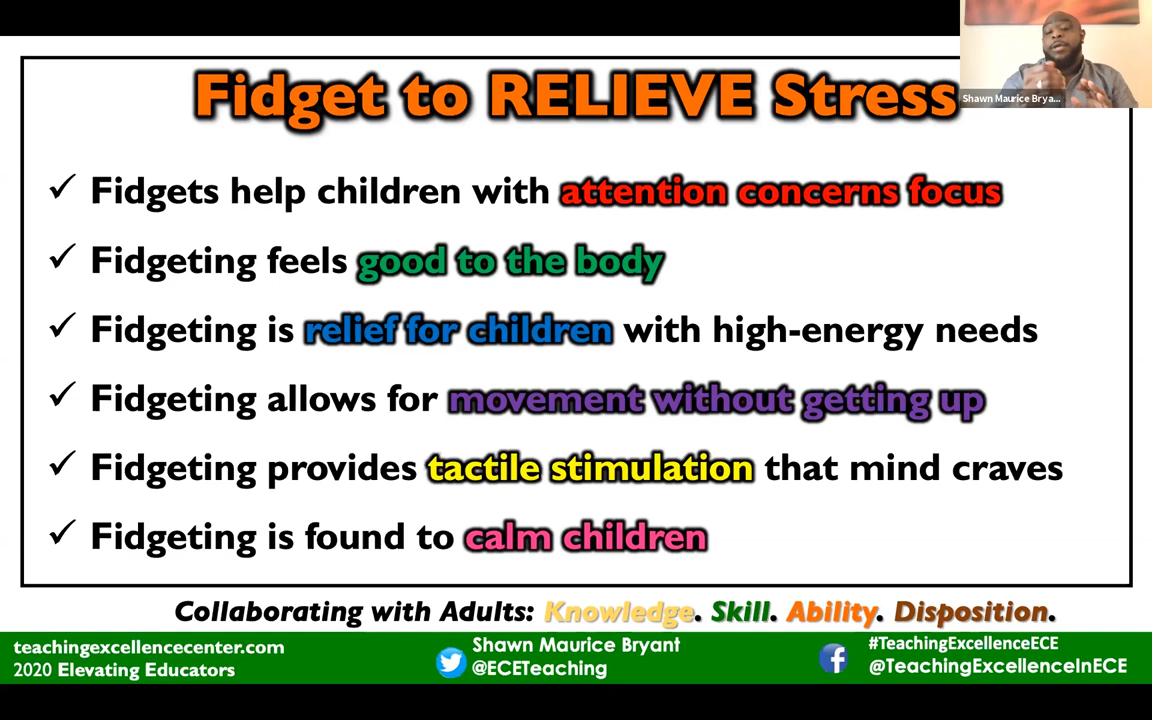 Fidget to RELIEVE Stress
Shawn Maurice Brya...
✓ Fidgets help children with attention concerns focus
✓ Fidgeting feels good to the body
✓ Fidgeting is relief for children with high-energy needs
✓ Fidgeting allows for movement without getting up
✓ Fidgeting provides tactile stimulation that mind craves
✓ Fidgeting is found to calm children
Collaborating with Adults: Knowledge. Skill. Ability. Disposition.
teachingexcellencecenter.com
2020 Elevating Educators
Shawn Maurice Bryant
@ECETeaching
#TeachingExcellenceECE
@TeachingExcellenceInECE